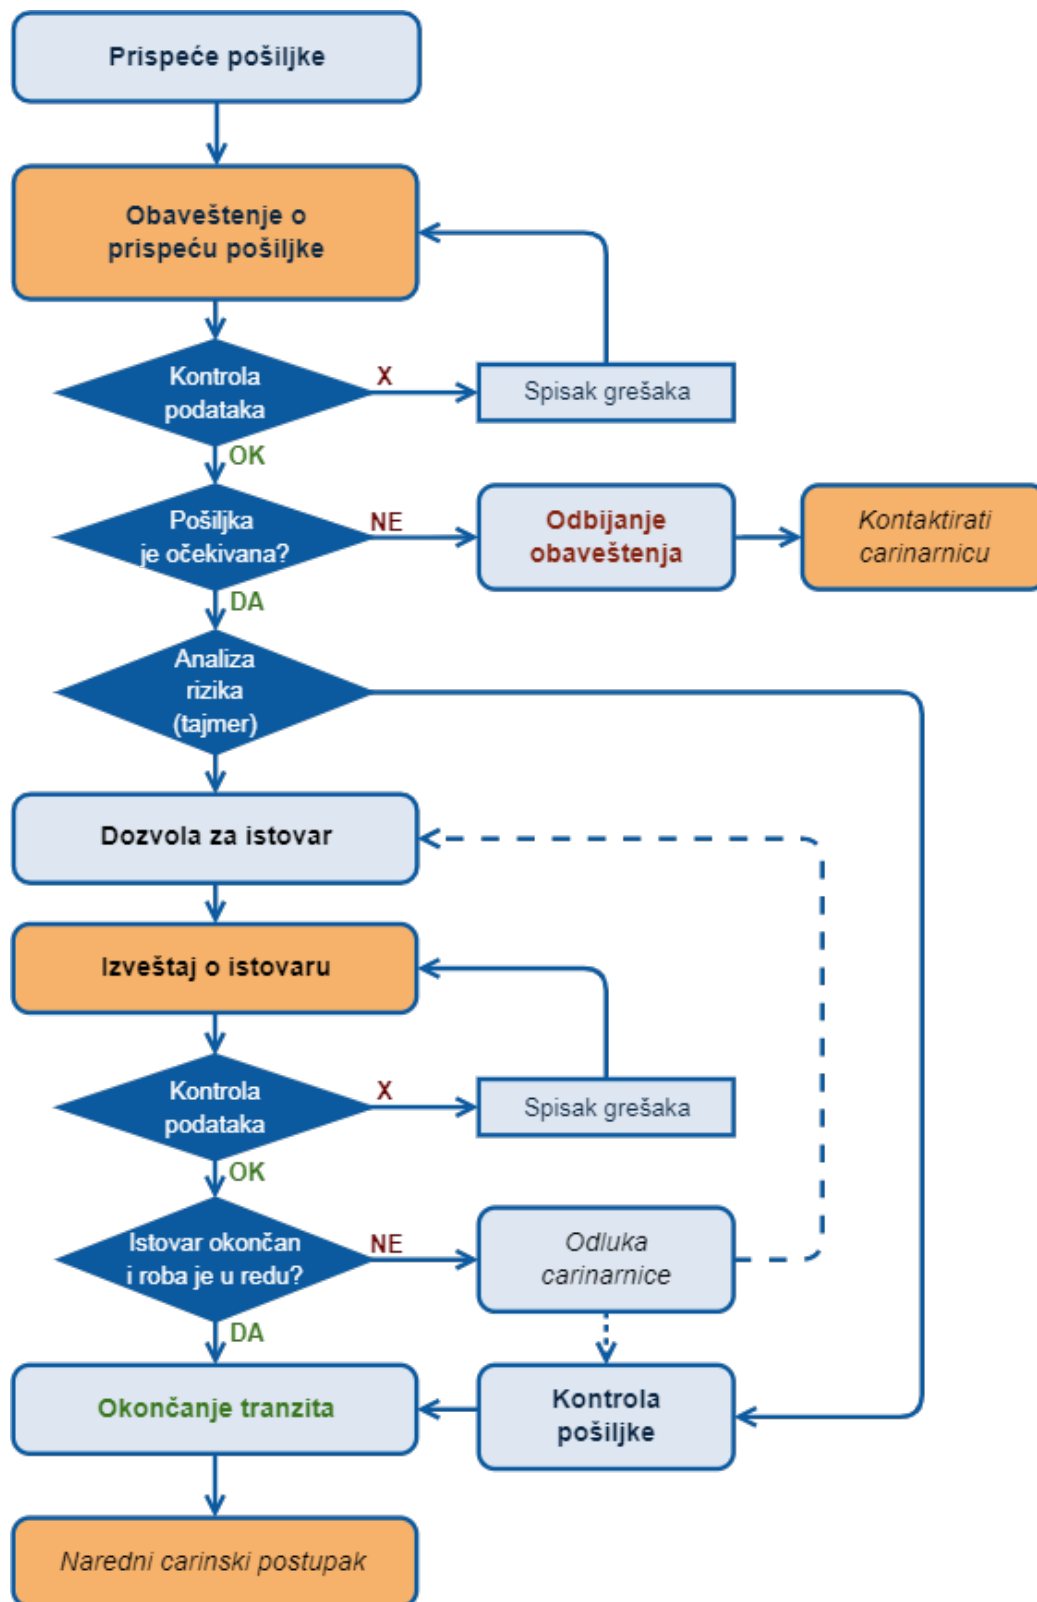 Prispeće pošiljke
Obaveštenje o
prispeću pošiljke
Kontrola
podataka
X
Spisak grešaka
OK
Pošiljka
je očekivana?
NE
Odbijanje
obaveštenja
Kontaktirati
carinarnicu
DA
Analiza
rizika
(tajmer)
Dozvola za istovar
Izveštaj o istovaru
Kontrola
podataka
X
Spisak grešaka
OK
Istovar okončan
i roba je u redu?
NE
Odluka
carinarnice
DA
Okončanje tranzita
Kontrola
pošiljke
Naredni carinski postupak